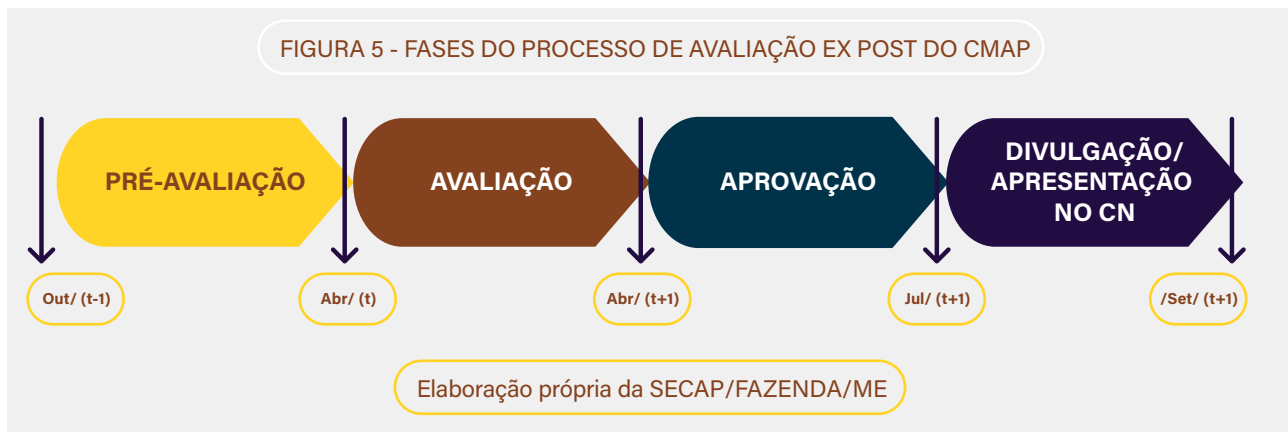 FIGURA 5 - FASES DO PROCESSO DE AVALIAÇÃO EX POST DO CMAP
PRÉ-AVALIAÇÃO
AVALIAÇÃO
APROVAÇÃO
DIVULGAÇÃO/
APRESENTAÇÃO
NO CN
Out/ (t-1)
Abr/ (t)
Abr/ (t+1)
Jul/ (t+1)
/Set/ (t+1)
Elaboração própria da SECAP/FAZENDA/ME